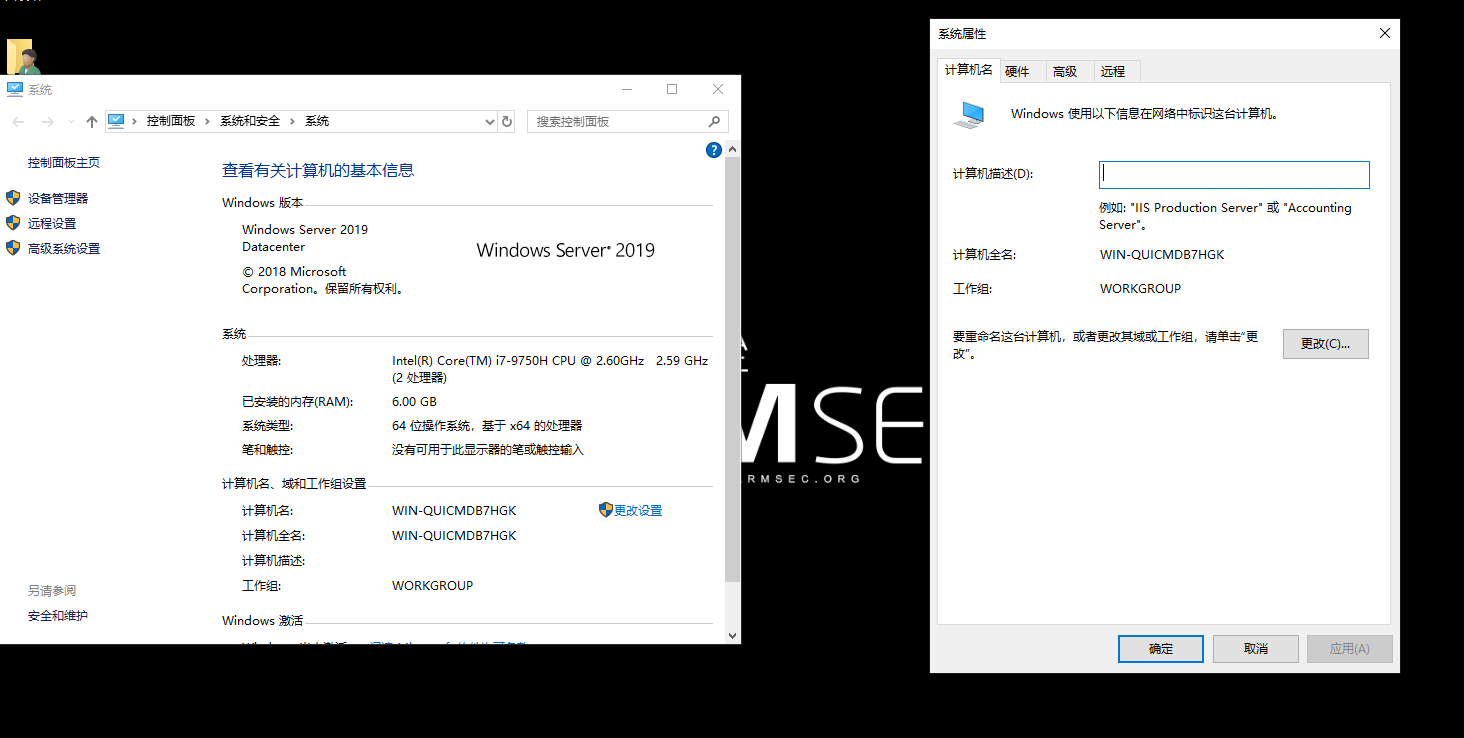 系统
控制面板
系统和安全
系统
搜索控制面板
控制面板主页
设备管理器
远程设置
高级系统设置
另请参阅
安全和维护
查看有关计算机的基本信息
Windows 版本
Windows Server 2019
Datacenter
© 2018 Microsoft
Corporation。保留所有权利。
Windows Server 2019
系统
处理器: Intel(R) Core(TM) i7-9750H CPU @ 2.60GHz 2.59 GHz
(2 处理器)
已安装的内存(RAM): 6.00 GB
系统类型: 64 位操作系统，基于 x64 的处理器
笔和触控: 没有可用于此显示器的笔或触控输入
计算机名、域和工作组设置
计算机名: WIN-QUICMDB7HGK 更改设置
计算机全名: WIN-QUICMDB7HGK
计算机描述:
工作组: WORKGROUP
Windows 激活
SE
RMSEC.ORG
系统属性
计算机名 硬件 高级 远程
Windows 使用以下信息在网络中标识这台计算机。
计算机描述(D):
例如: "IIS Production Server" 或 "Accounting
Server"。
计算机全名: WIN-QUICMDB7HGK
工作组: WORKGROUP
要重命名这台计算机，或者更改其域或工作组，请单击“更
改”。
更改(C)...
确定 取消 应用(A)